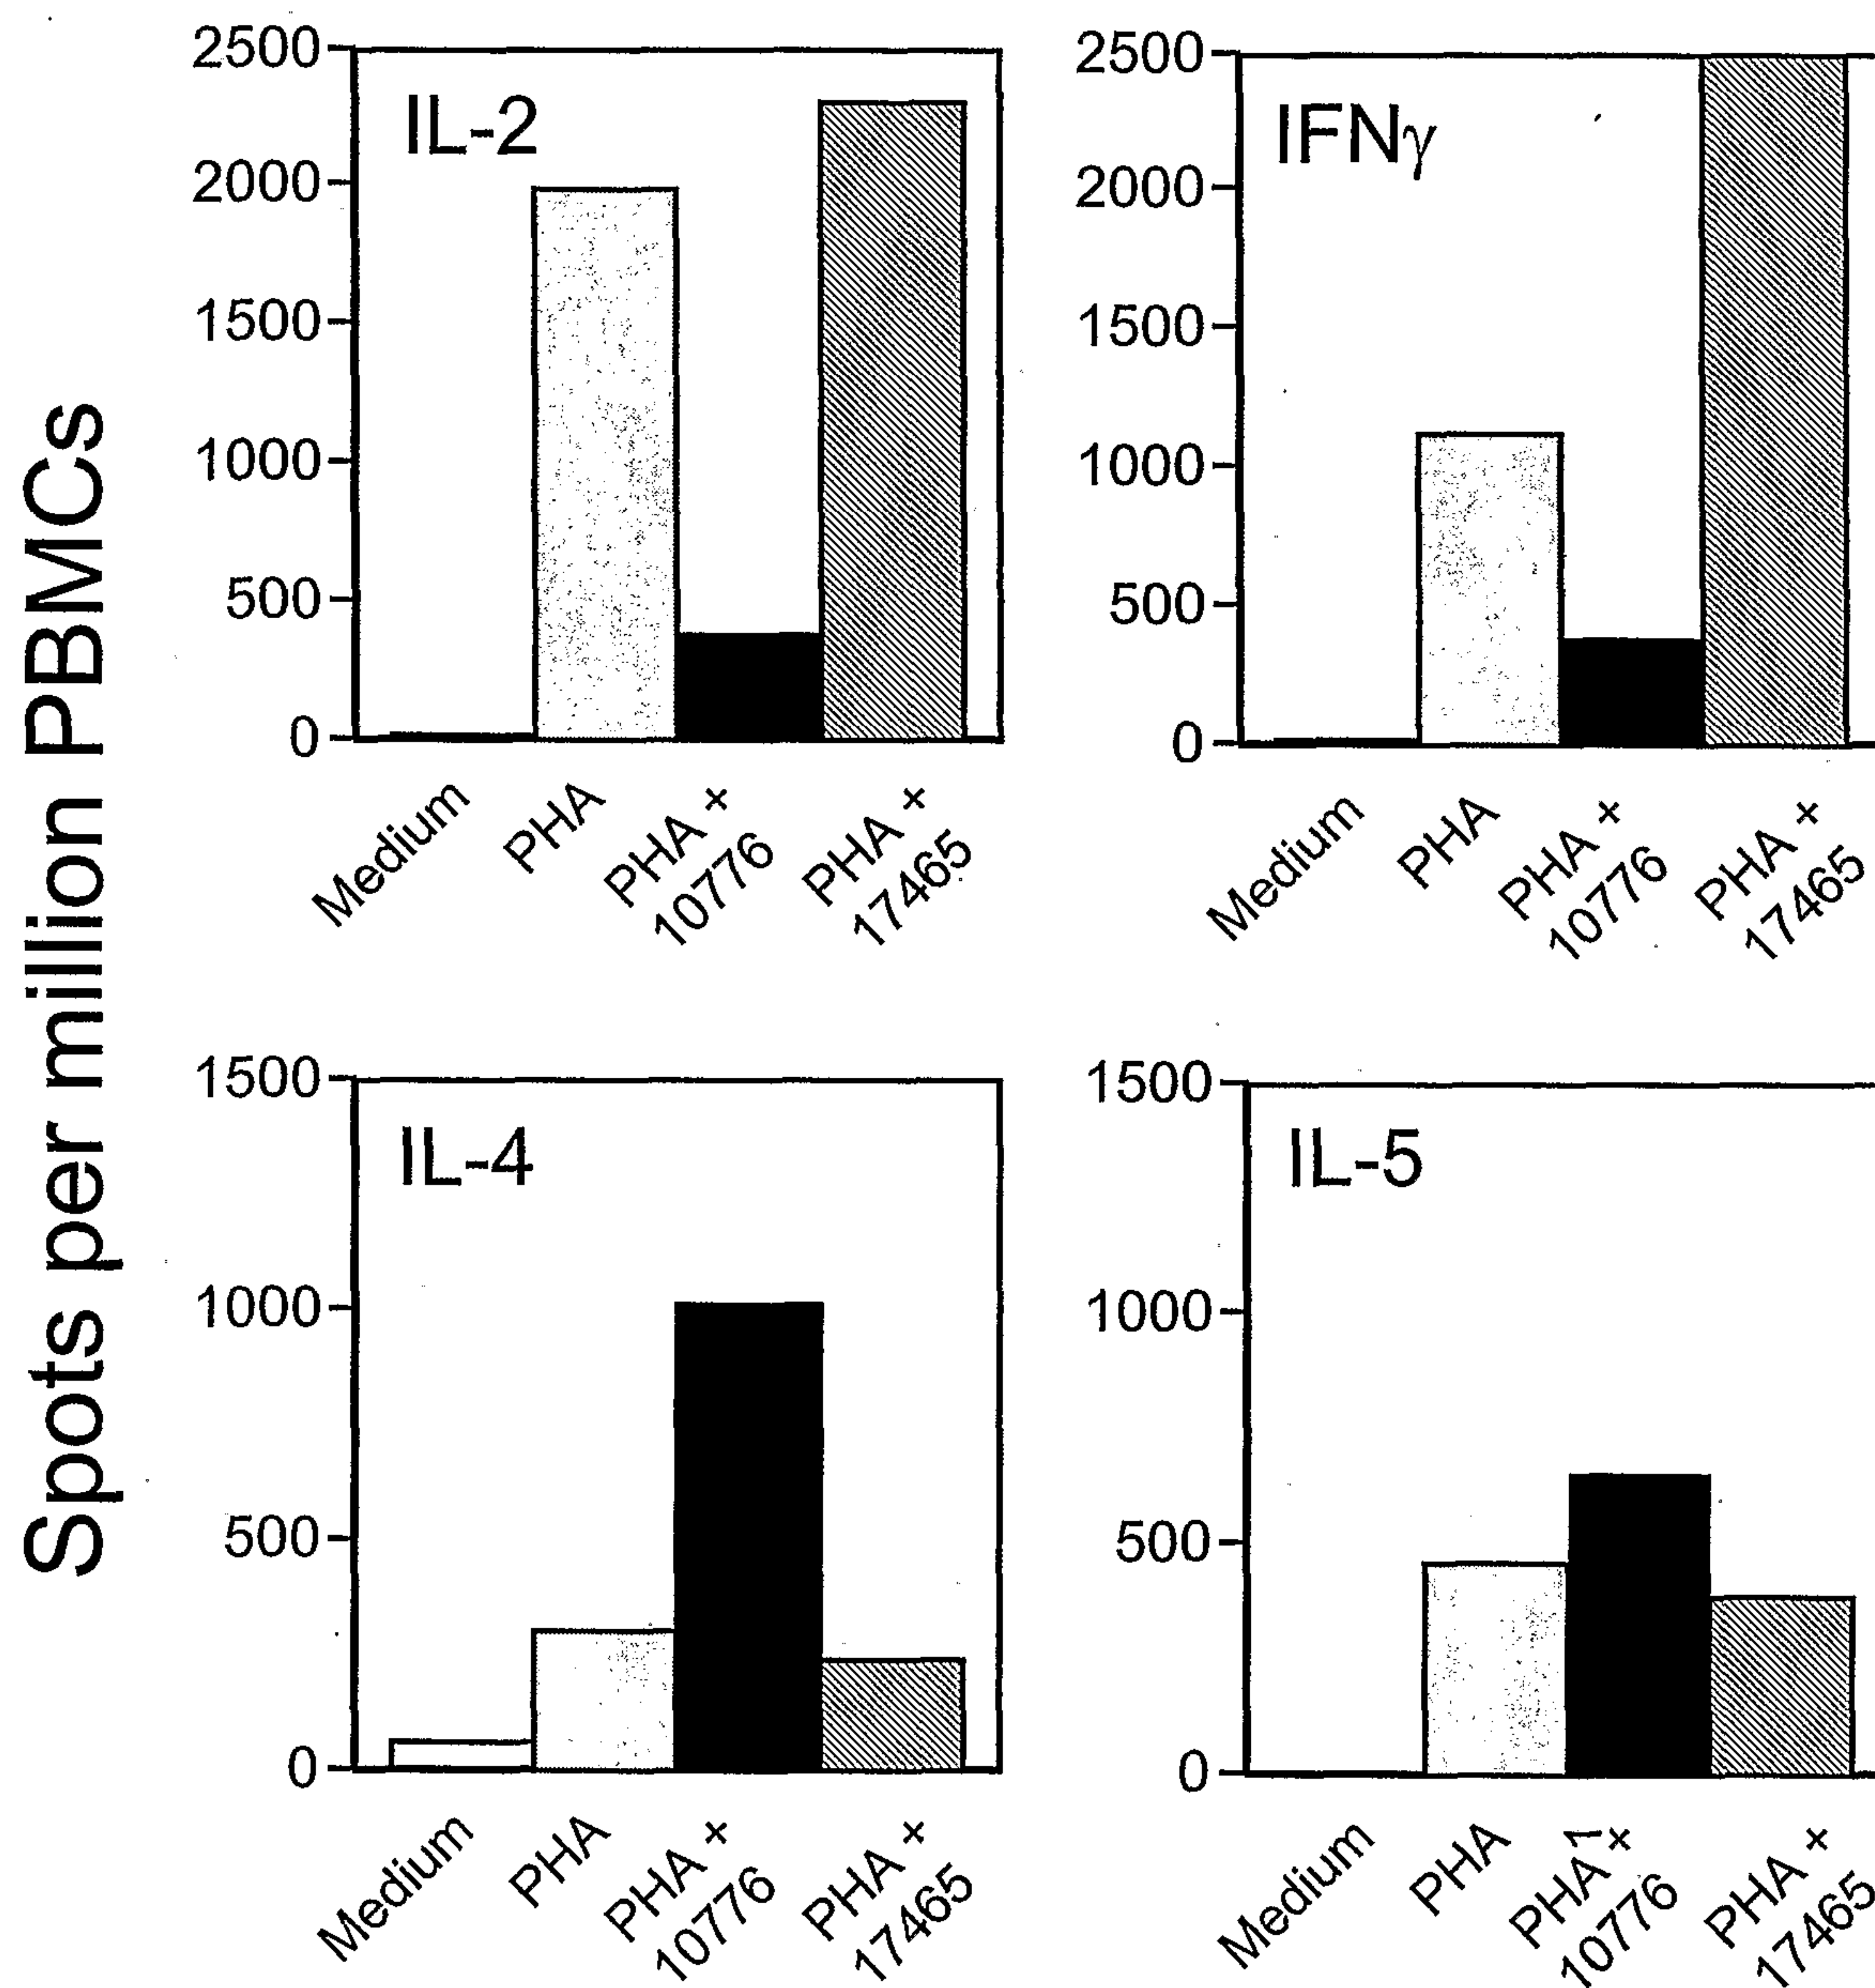 Spots per million PBMCs
2500
2000
1500
1000
500
0
IL-2
Medium
PHA
PHA +
10776
PHA +
17465
2500
2000
1500
1000
500
0
IFNγ
Medium
PHA
PHA +
10776
PHA +
17465
1500
1000
500
0
IL-4
Medium
PHA
PHA +
10776
PHA +
17465
1500
1000
500
0
IL-5
Medium
PHA
PHA +
10776
PHA +
17465